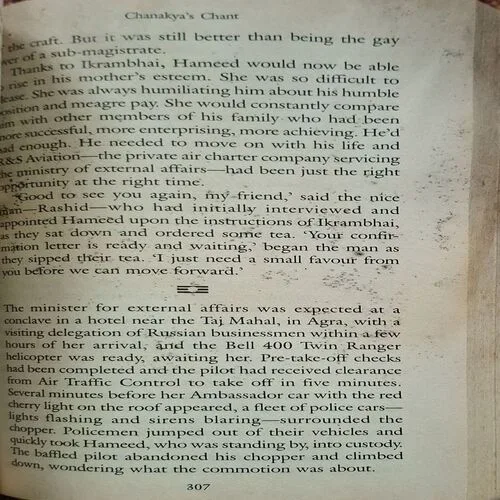 Chanakya's Chant
the craft. But it was still better than being the gay
of a sub-magistrate.
Thanks to Ikrambhai, Hameed would now be able
rise in his mother's esteem. She was so difficult to
please. She was always humiliating him about his humble
position and meagre pay. She would constantly compare
him with other members of his family who had been
more successful, more enterprising, more achieving. He'd
had enough. He needed to move on with his life and
R&S Aviation—the private air charter company servicing
the ministry of external affairs—had been just the right
opportunity at the right time.
'Good to see you again, my friend,' said the nice
man—Rashid—who had initially interviewed and
appointed Hameed upon the instructions of Ikrambhai,
as they sat down and ordered some tea. 'Your confir-
mation letter is ready and waiting,' began the man as
they sipped their tea. 'I just need a small favour from
you before we can move forward.'
The minister for external affairs was expected at a
conclave in a hotel near the Taj Mahal, in Agra, with a
visiting delegation of Russian businessmen within a few
hours of her arrival, and the Bell 400 Twin Ranger
helicopter was ready, awaiting her. Pre-take-off checks
had been completed and the pilot had received clearance
from Air Traffic Control to take off in five minutes.
Several minutes before her Ambassador car with the red
cherry light on the roof appeared, a fleet of police cars—
lights flashing and sirens blaring—surrounded the
chopper. Policemen jumped out of their vehicles and
quickly took Hameed, who was standing by, into custody.
The baffled pilot abandoned his chopper and climbed
down, wondering what the commotion was about.
307